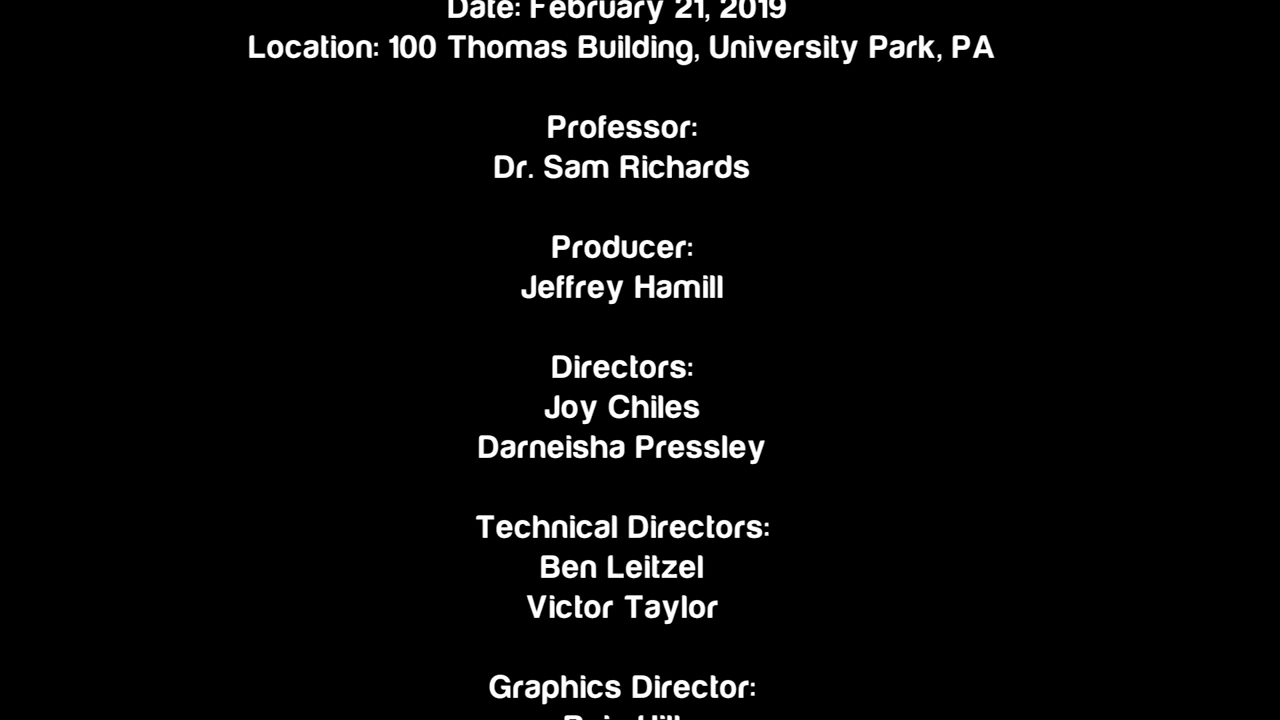 Date: February 21, 2019
Location: 100 Thomas Building, University Park, PA
Professor:
Dr. Sam Richards
Producer:
Jeffrey Hamill
Directors:
Joy Chiles
Darneisha Pressley
Technical Directors:
Ben Leitzel
Victor Taylor
Graphics Director: